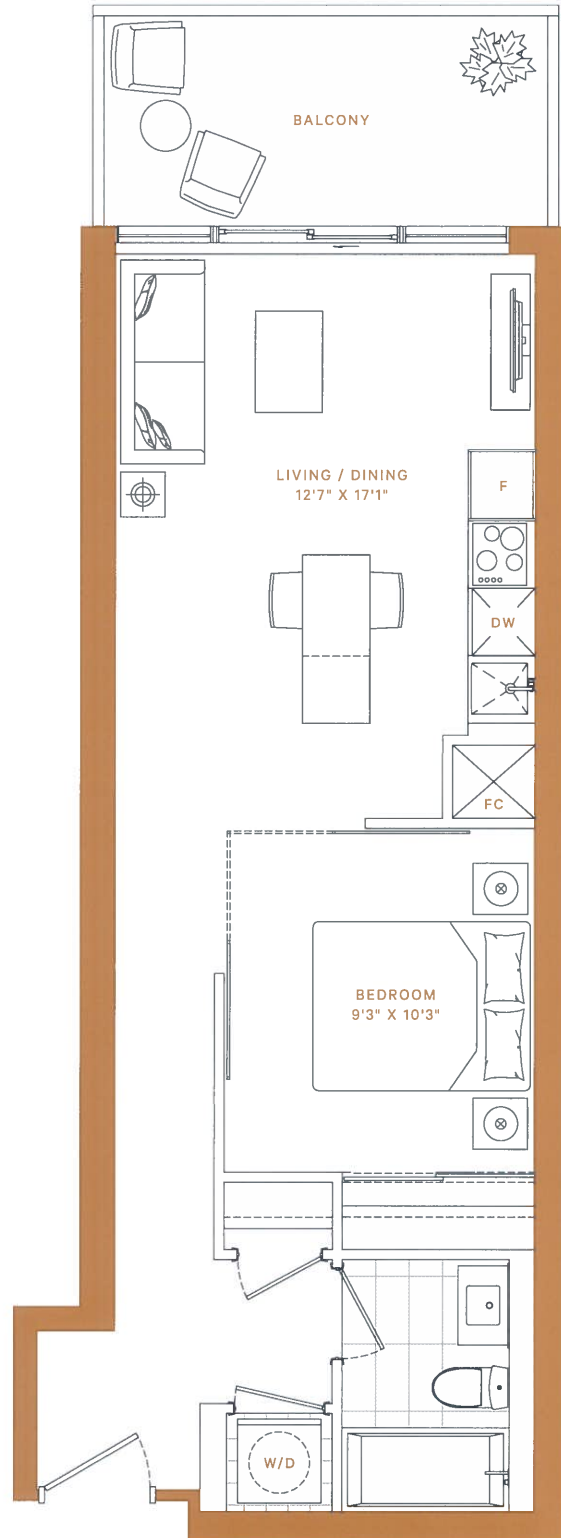 BALCONY
LIVING / DINING
12'7" X 17'1"
F
DW
FC
BEDROOM
9'3" X 10'3"
W/D